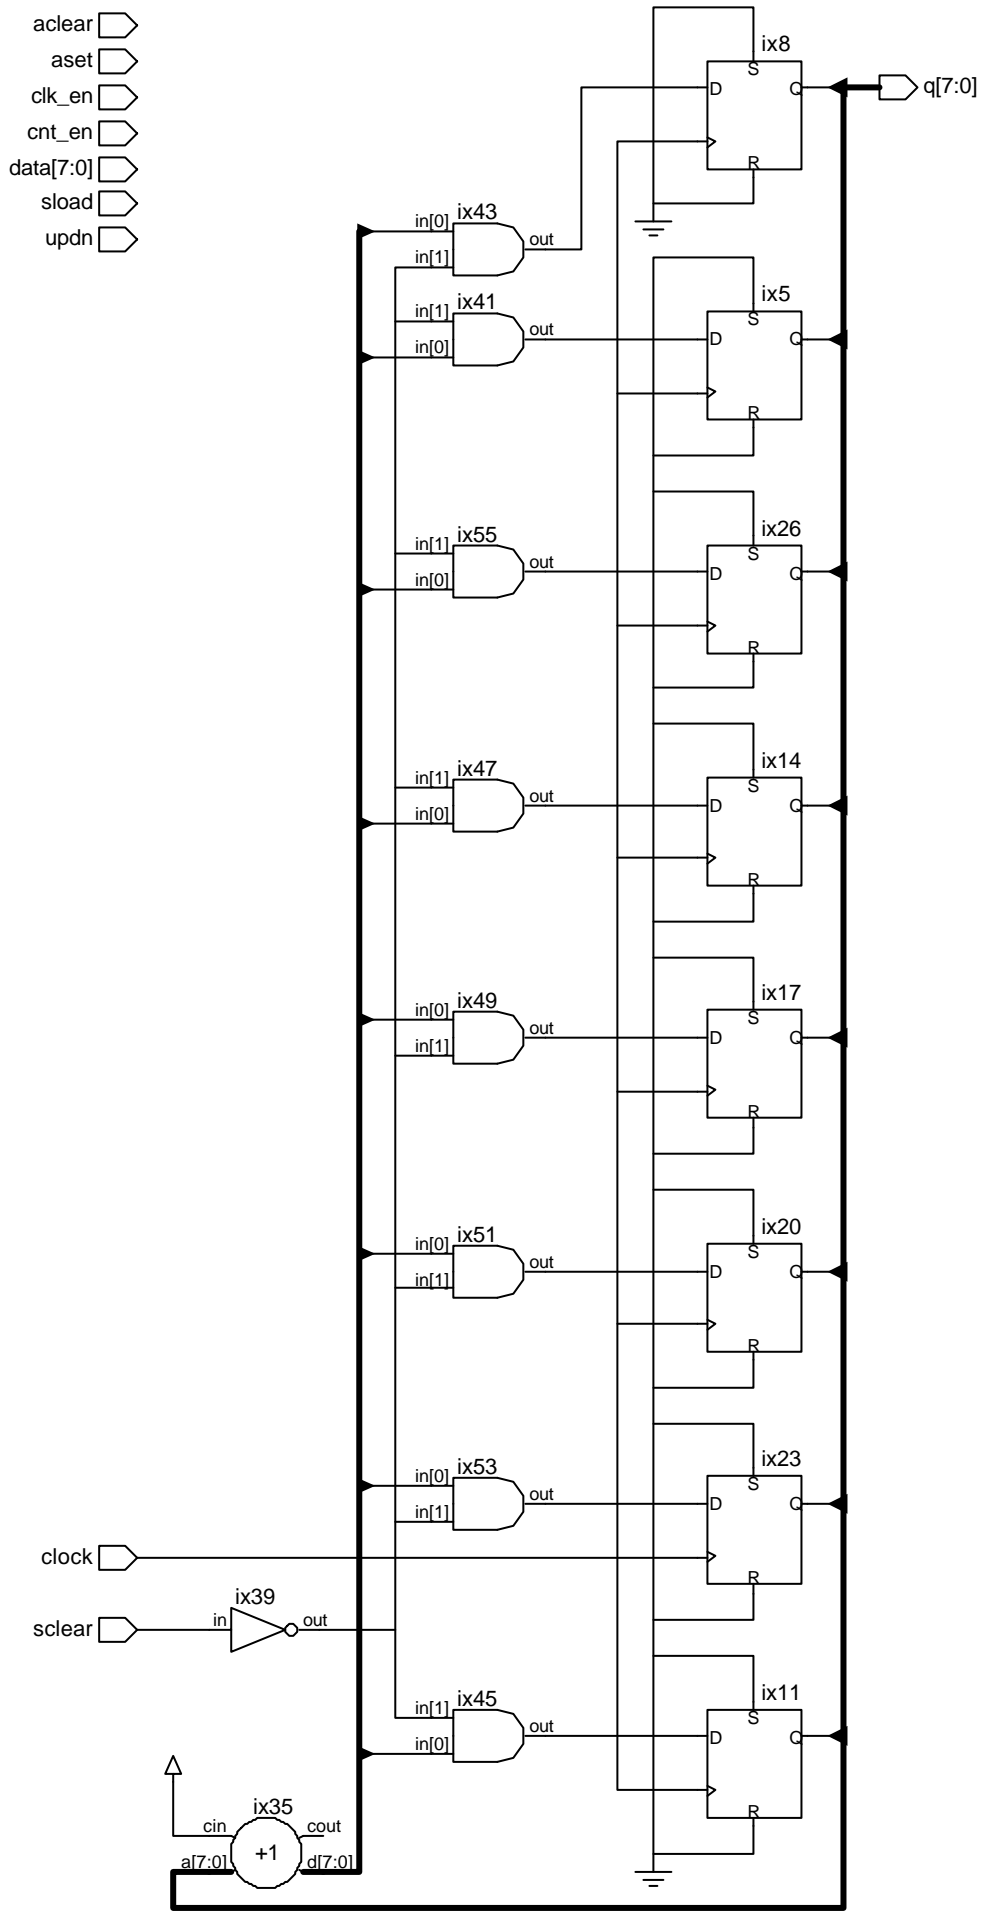 aclear
aset
clk_en
cnt_en
data[7:0]
sload
updn
ix8
S
D
Q
R
q[7:0]
ix43
in[0]
in[1]
out
ix41
in[1]
in[0]
out
ix5
S
D
Q
R
ix55
in[1]
in[0]
out
ix26
S
D
Q
R
ix47
in[1]
in[0]
out
ix14
S
D
Q
R
ix49
in[0]
in[1]
out
ix17
S
D
Q
R
ix51
in[0]
in[1]
out
ix20
S
D
Q
R
ix53
in[0]
in[1]
out
ix23
S
D
Q
R
clock
sclear
ix39
in
out
ix45
in[1]
in[0]
out
ix11
S
D
Q
R
ix35
cin
cout
+1
a[7:0]
d[7:0]